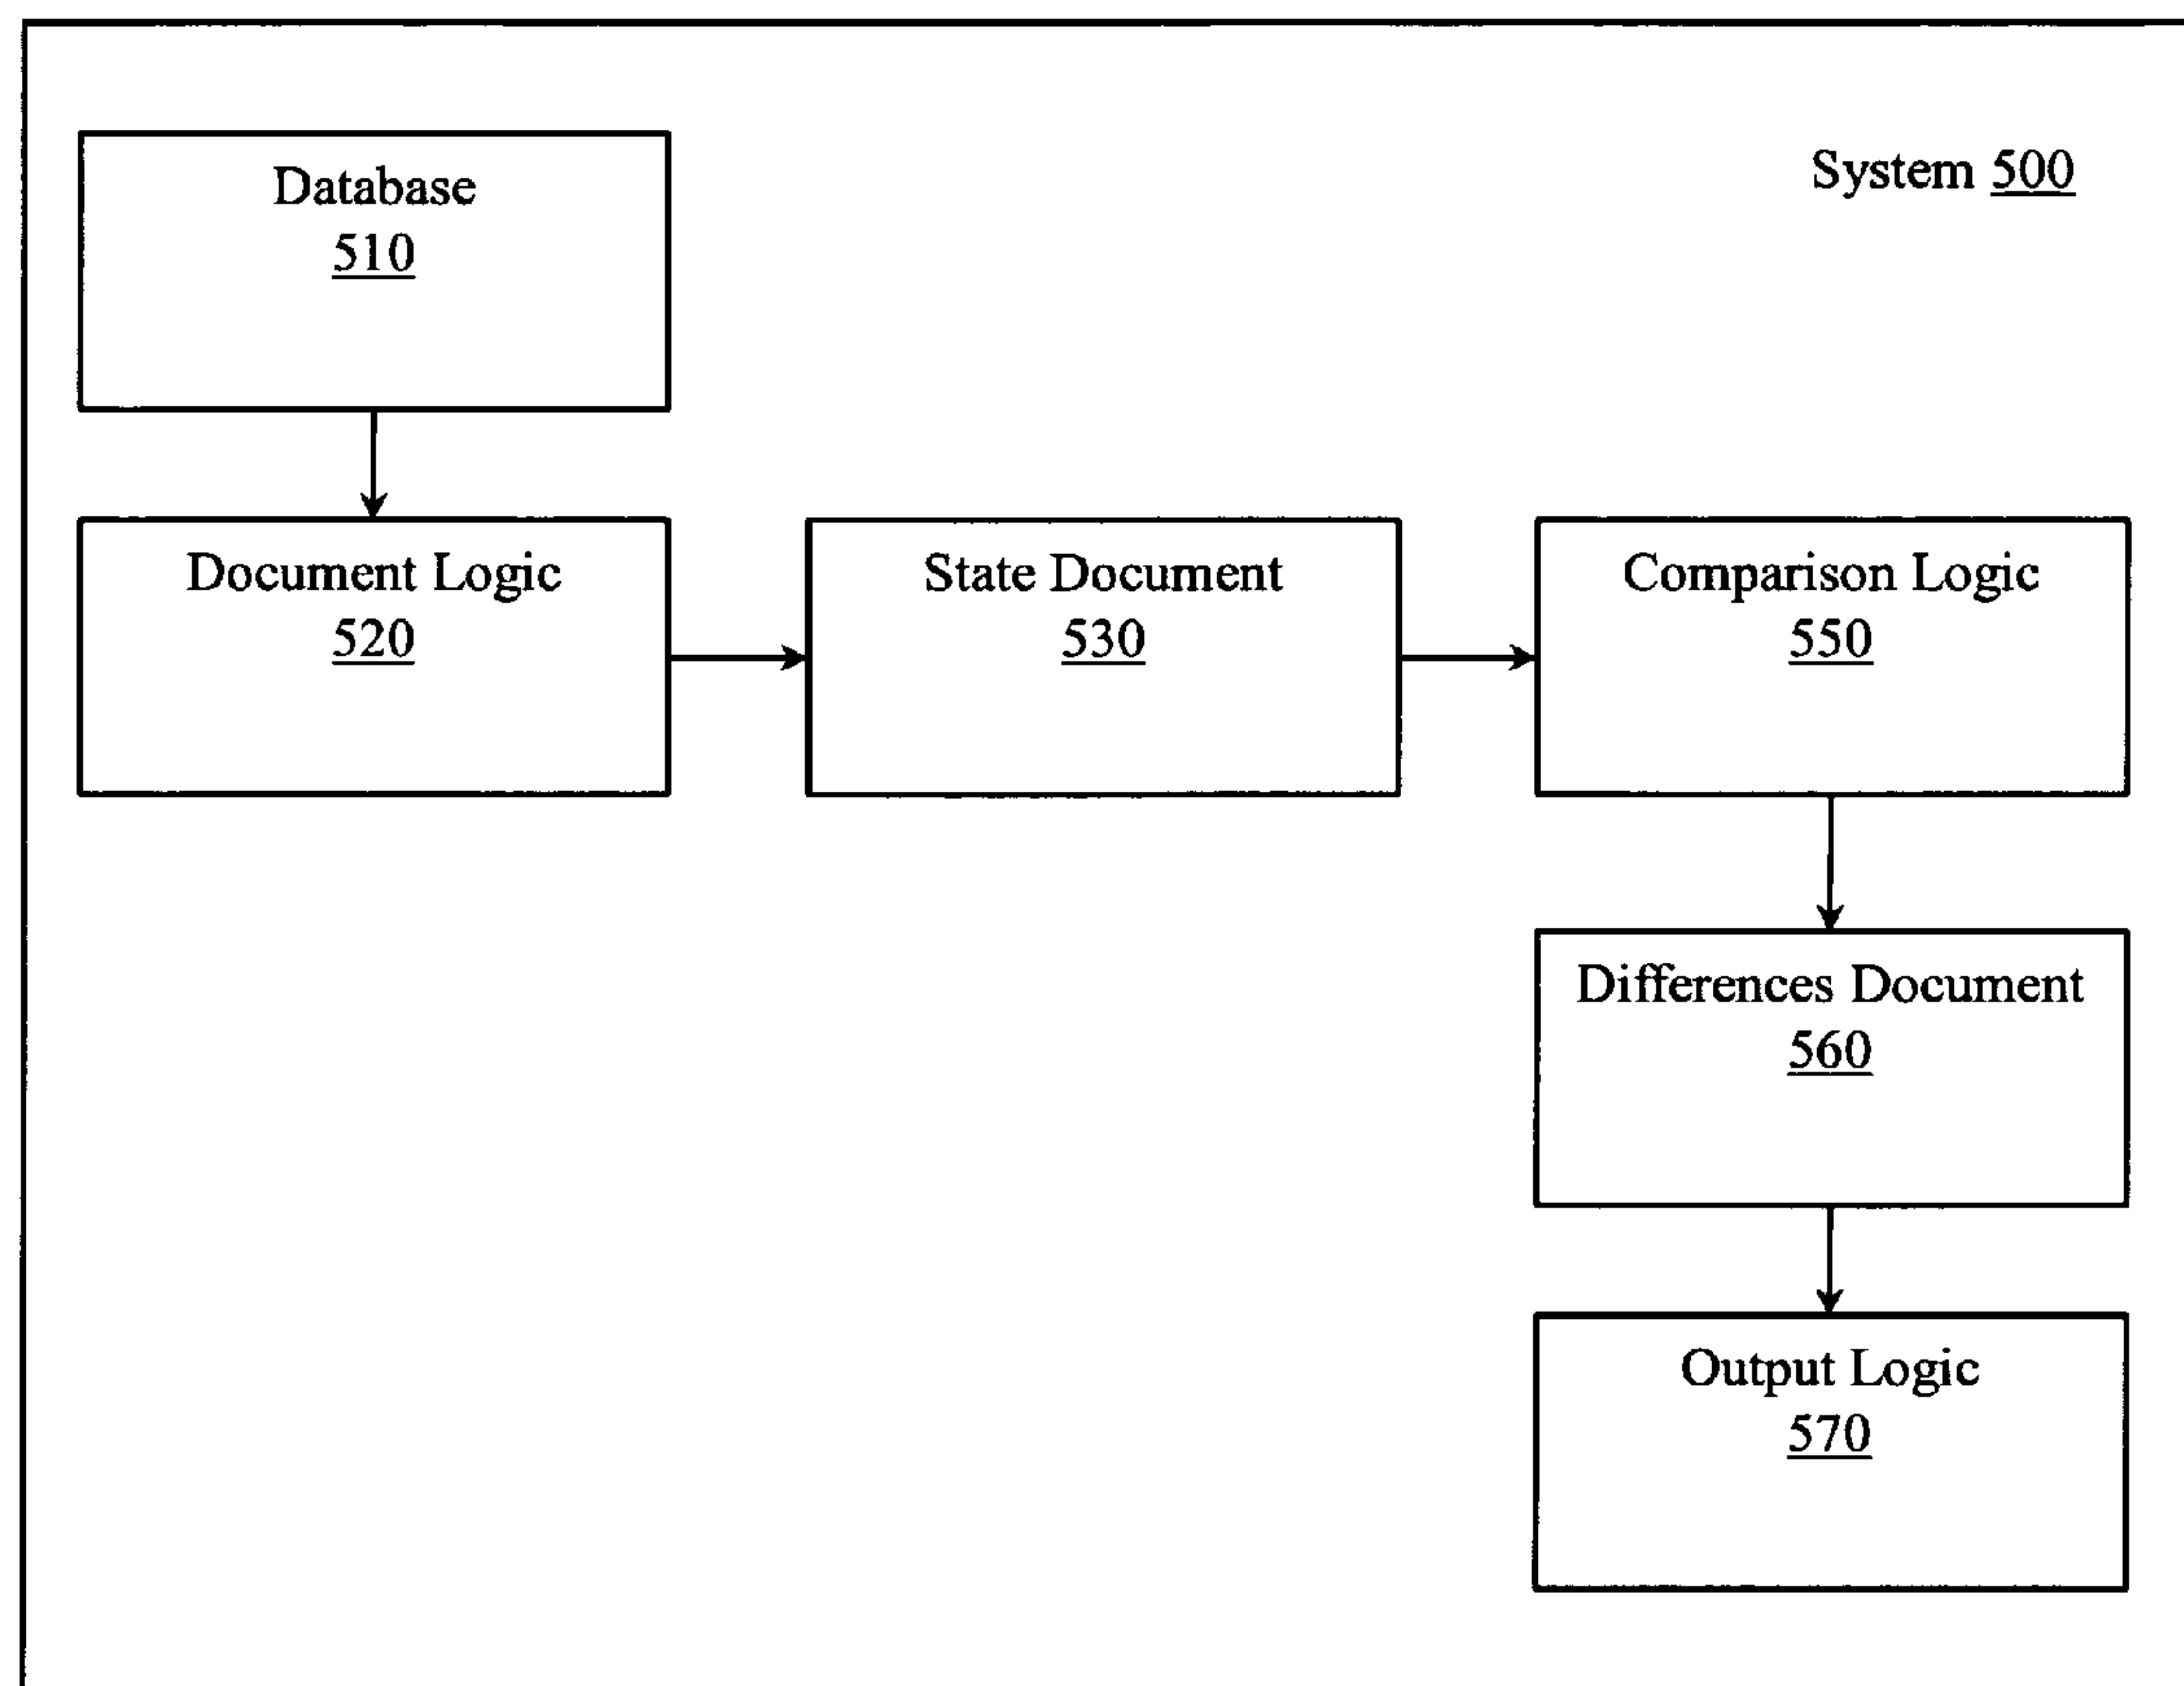 System 500
Database
510
Document Logic
520
State Document
530
Comparison Logic
550
Differences Document
560
Output Logic
570